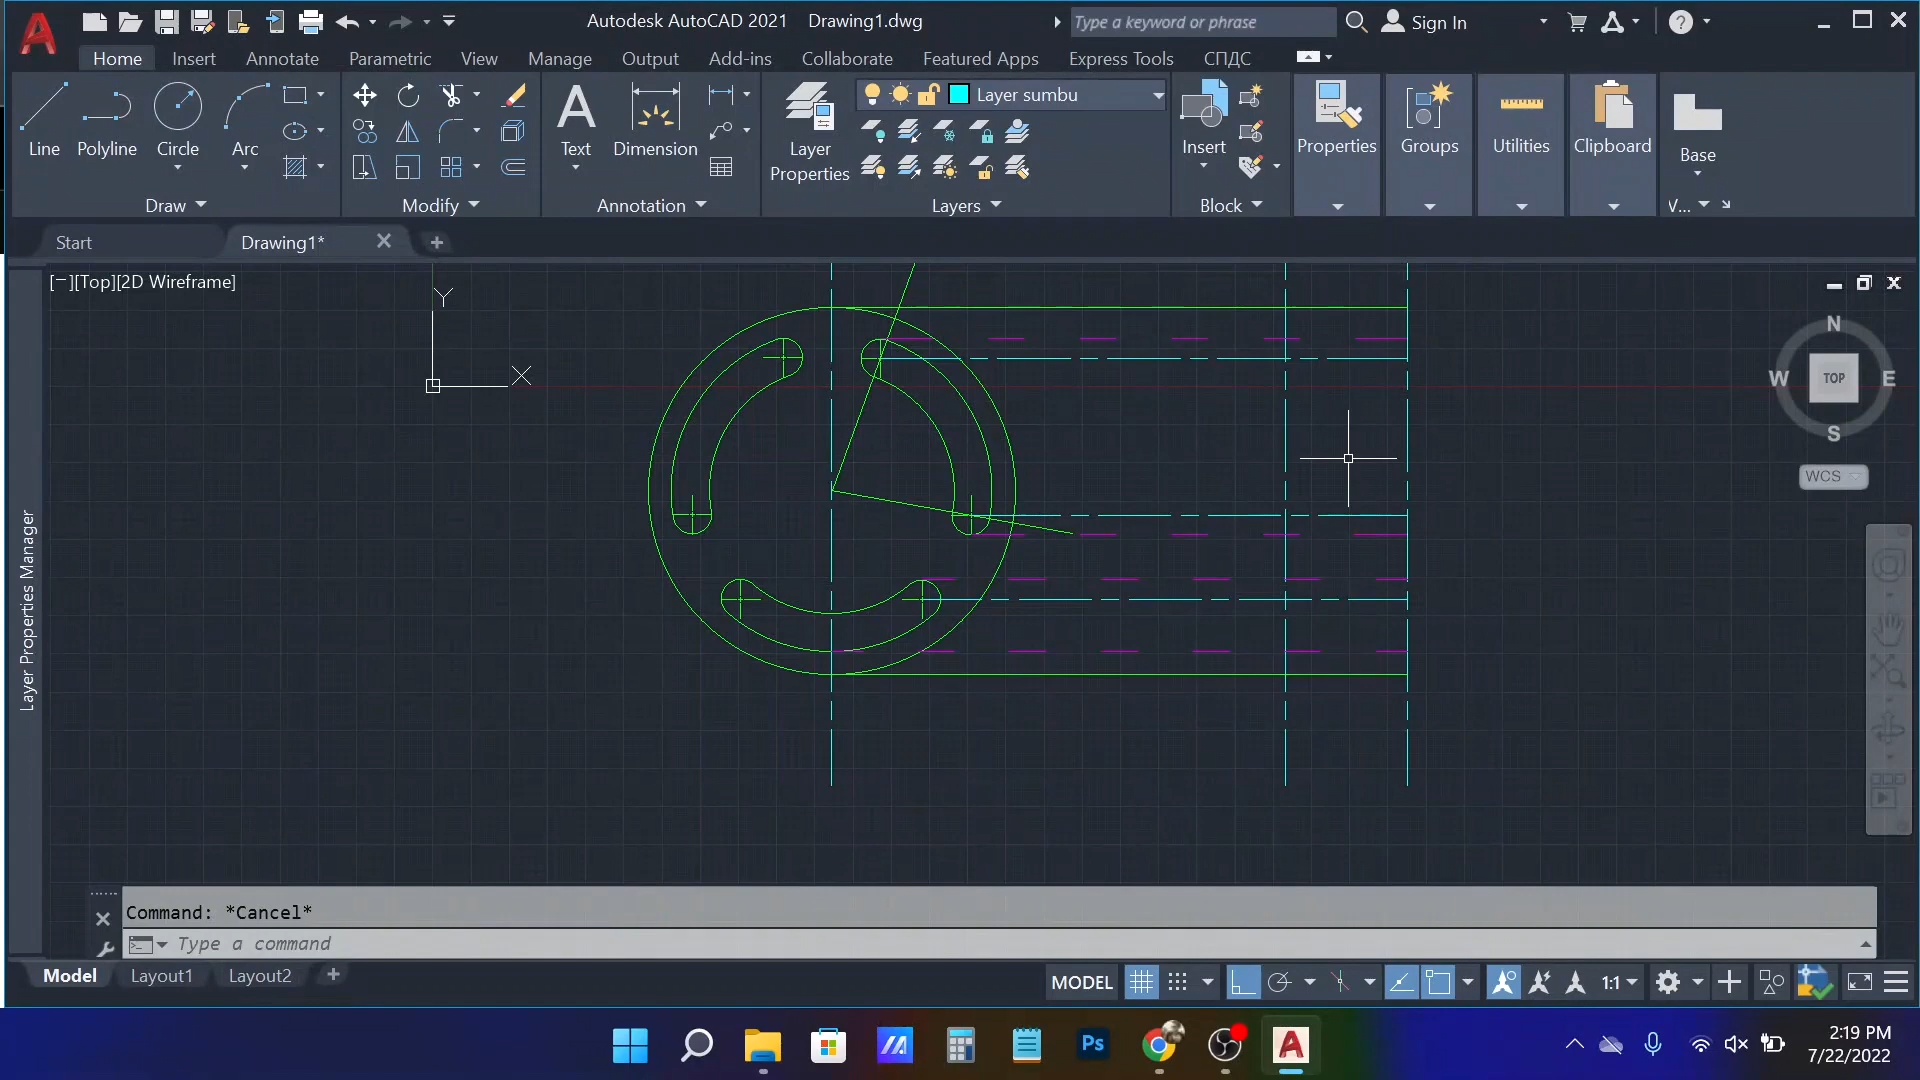 Autodesk AutoCAD 2021 Drawing1.dwg
Type a keyword or phrase
Sign In
Home Insert Annotate Parametric View Manage Output Add-ins Collaborate Featured Apps Express Tools СПДС
Line Polyline Circle Arc
Draw
Modify
Text Dimension
Annotation
Layer
Properties
Layer sumbu
Layers
Insert
Block
Properties
Groups
Utilities
Clipboard
Base
V...
Start
Drawing1*
[−][Top][2D Wireframe]
Y
X
N
W TOP E
S
WCS
Layer Properties Manager
Command: *Cancel*
Type a command
Model Layout1 Layout2
MODEL
1:1
Ps
2:19 PM
7/22/2022